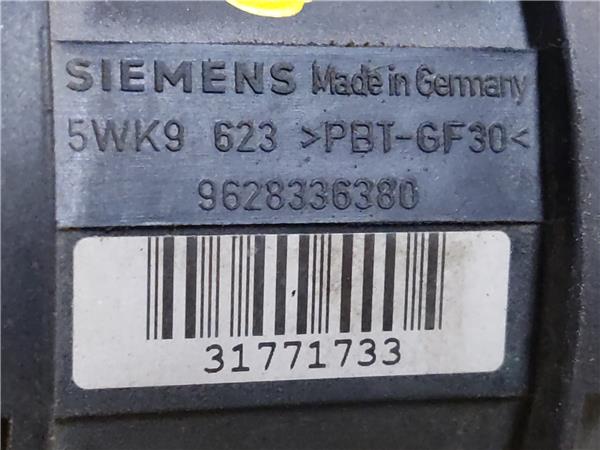 SIEMENS Made in Germany
5WK9 623 >PBT-GF30<
9628336380
31771733